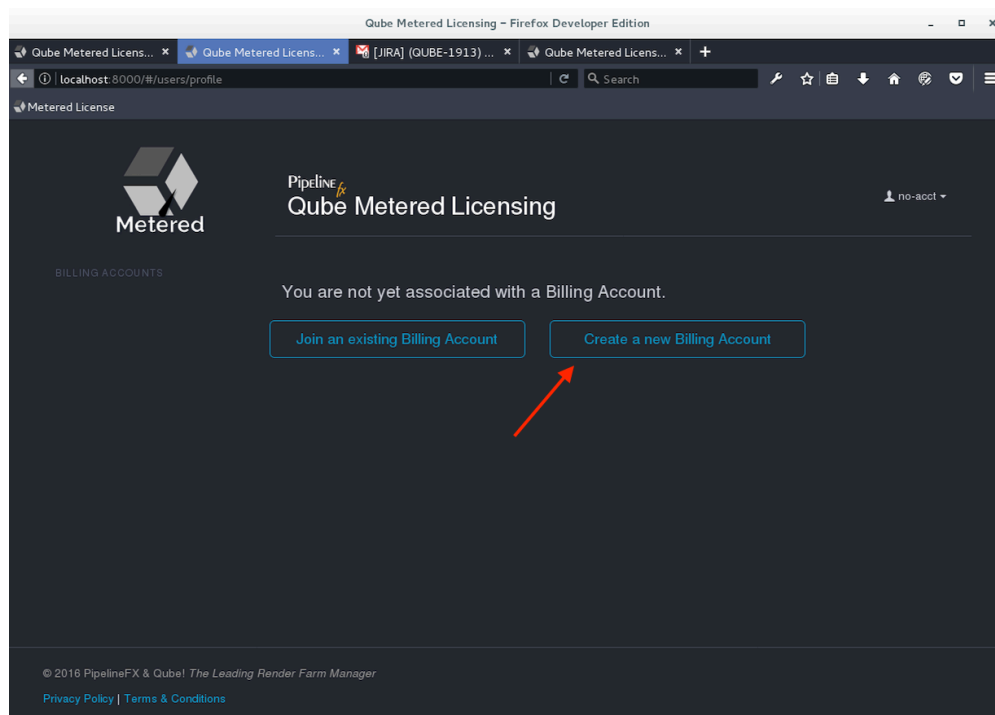 Qube Metered Licensing - Firefox Developer Edition
Qube Metered Licens... × Qube Metered Licens... × [JIRA] (QUBE-1913) ... × Qube Metered Licens... × +
localhost:8000/#/users/profile Search
Metered License
Metered
Pipeline fx
Qube Metered Licensing
no-acct
BILLING ACCOUNTS
You are not yet associated with a Billing Account.
Join an existing Billing Account Create a new Billing Account
© 2016 PipelineFX & Qube! The Leading Render Farm Manager
Privacy Policy | Terms & Conditions